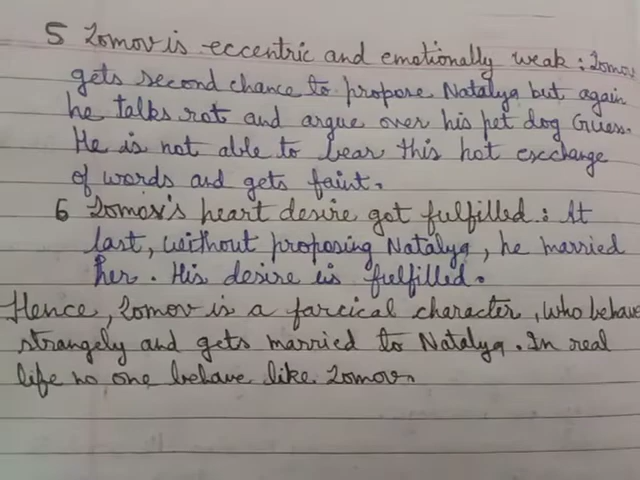 5 Lomov is eccentric and emotionally weak : Lomov
gets second chance to propose Natalya but again
he talks rot and argue over his pet dog Guess.
He is not able to bear this hot exchange
of words and gets faint.
6 Lomov's heart desire got fulfilled : At
last, without proposing Natalya, he married
her. His desire is fulfilled.
Hence, Lomov is a farcical character, who behave
strangely and gets married to Natalya. In real
life no one behave like Lomov.